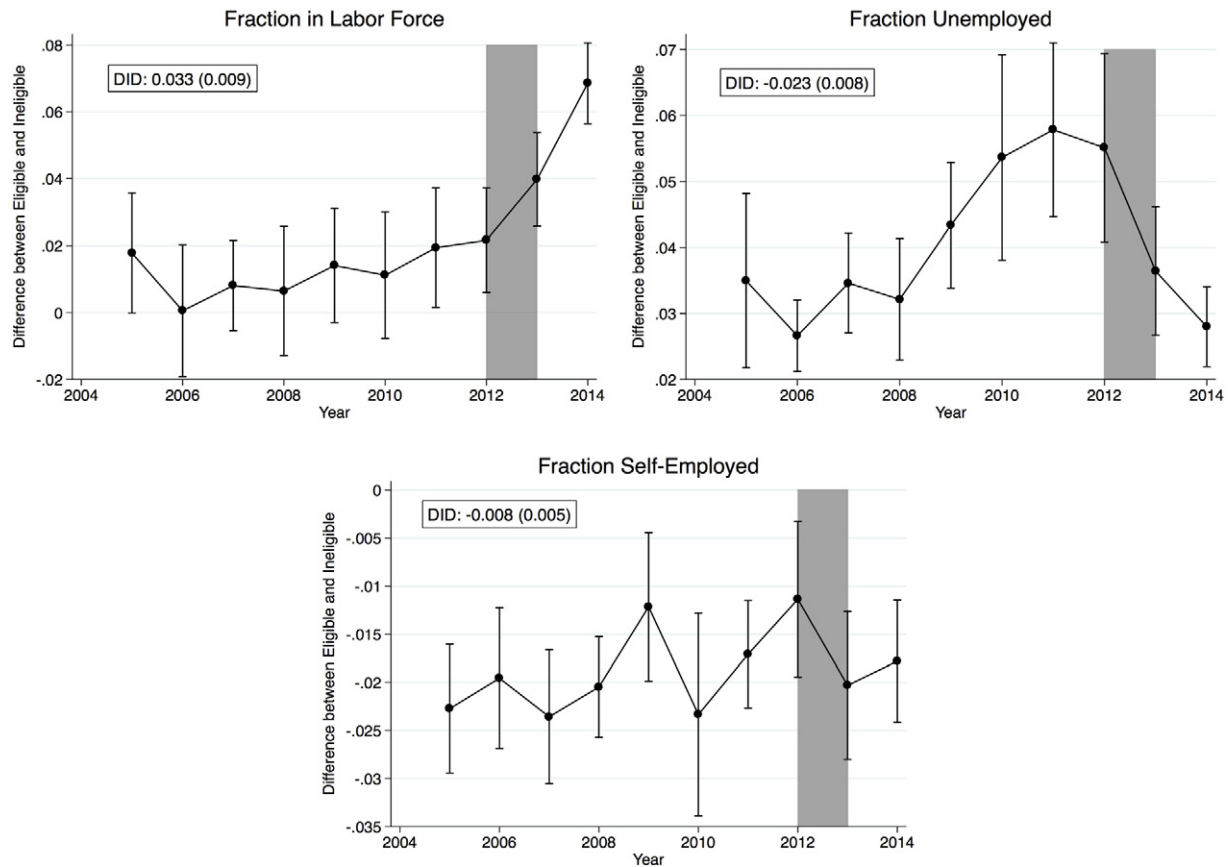 Fraction in Labor Force
DID: 0.033 (0.009)
Difference between Eligible and Ineligible
.08
.06
.04
.02
0
-.02
2004 2006 2008 2010 2012 2014
Year
Fraction Unemployed
DID: -0.023 (0.008)
Difference between Eligible and Ineligible
.07
.06
.05
.04
.03
.02
2004 2006 2008 2010 2012 2014
Year
Fraction Self-Employed
DID: -0.008 (0.005)
Difference between Eligible and Ineligible
0
-.005
-.01
-.015
-.02
-.025
-.03
-.035
2004 2006 2008 2010 2012 2014
Year